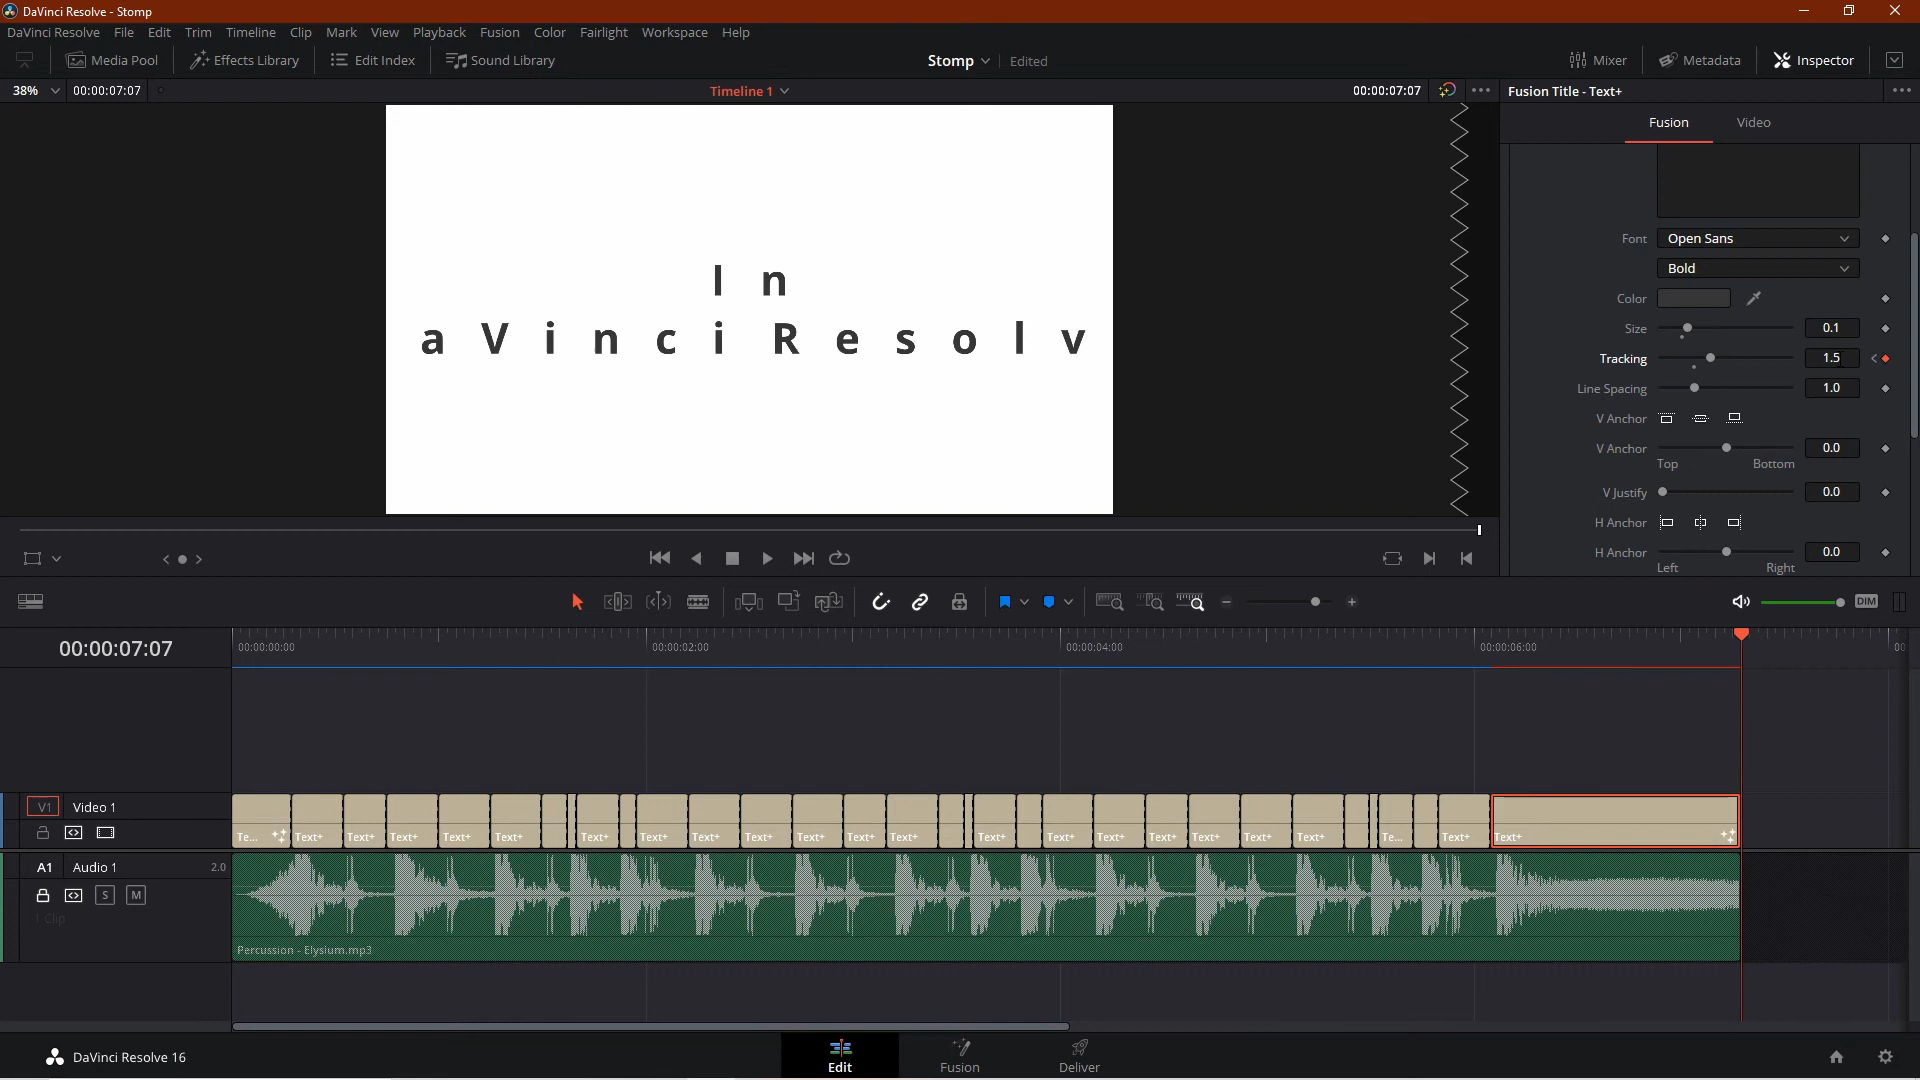 DaVinci Resolve - Stomp
DaVinci Resolve File Edit Trim Timeline Clip Mark View Playback Fusion Color Fairlight Workspace Help
Media Pool Effects Library Edit Index Sound Library Stomp Edited Mixer Metadata Inspector
38% 00:00:07:07 Timeline 1 00:00:07:07 Fusion Title - Text+
Fusion Video
I n
a V i n c i R e s o l v
Font Open Sans
Bold
Color
Size 0.1
Tracking 1.5
Line Spacing 1.0
V Anchor
V Anchor 0.0
Top Bottom
V Justify 0.0
H Anchor
H Anchor 0.0
Left Right
DIM
00:00:07:07 00:00:00:00 00:00:02:00 00:00:04:00 00:00:06:00 00
V1 Video 1
Te... Text+ Text+ Text+ Text+ Text+ Text+ Text+ Text+ Text+ Text+ Text+ Text+ Text+ Text+ Text+ Text+ Text+ Text+ Text+ Te... Text+ Text+
A1 Audio 1 2.0
S M
1 Clip
Percussion - Elysium.mp3
DaVinci Resolve 16 Edit Fusion Deliver